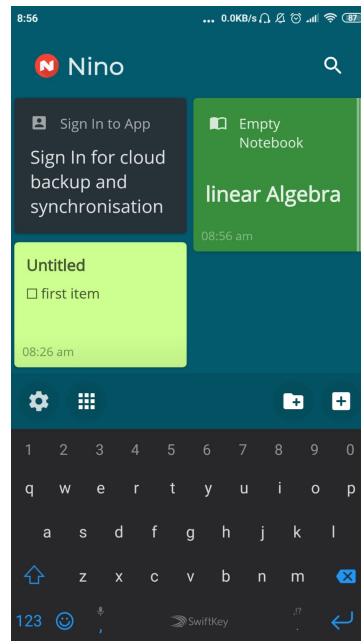 8:56
... 0.0KB/s 87
N Nino
Sign In to App
Sign In for cloud
backup and
synchronisation
Empty
Notebook
linear Algebra
08:56 am
Untitled
☐ first item
08:26 am
1 2 3 4 5 6 7 8 9 0
q w e r t y u i o p
a s d f g h j k l
z x c v b n m
123 , SwiftKey ,!? .